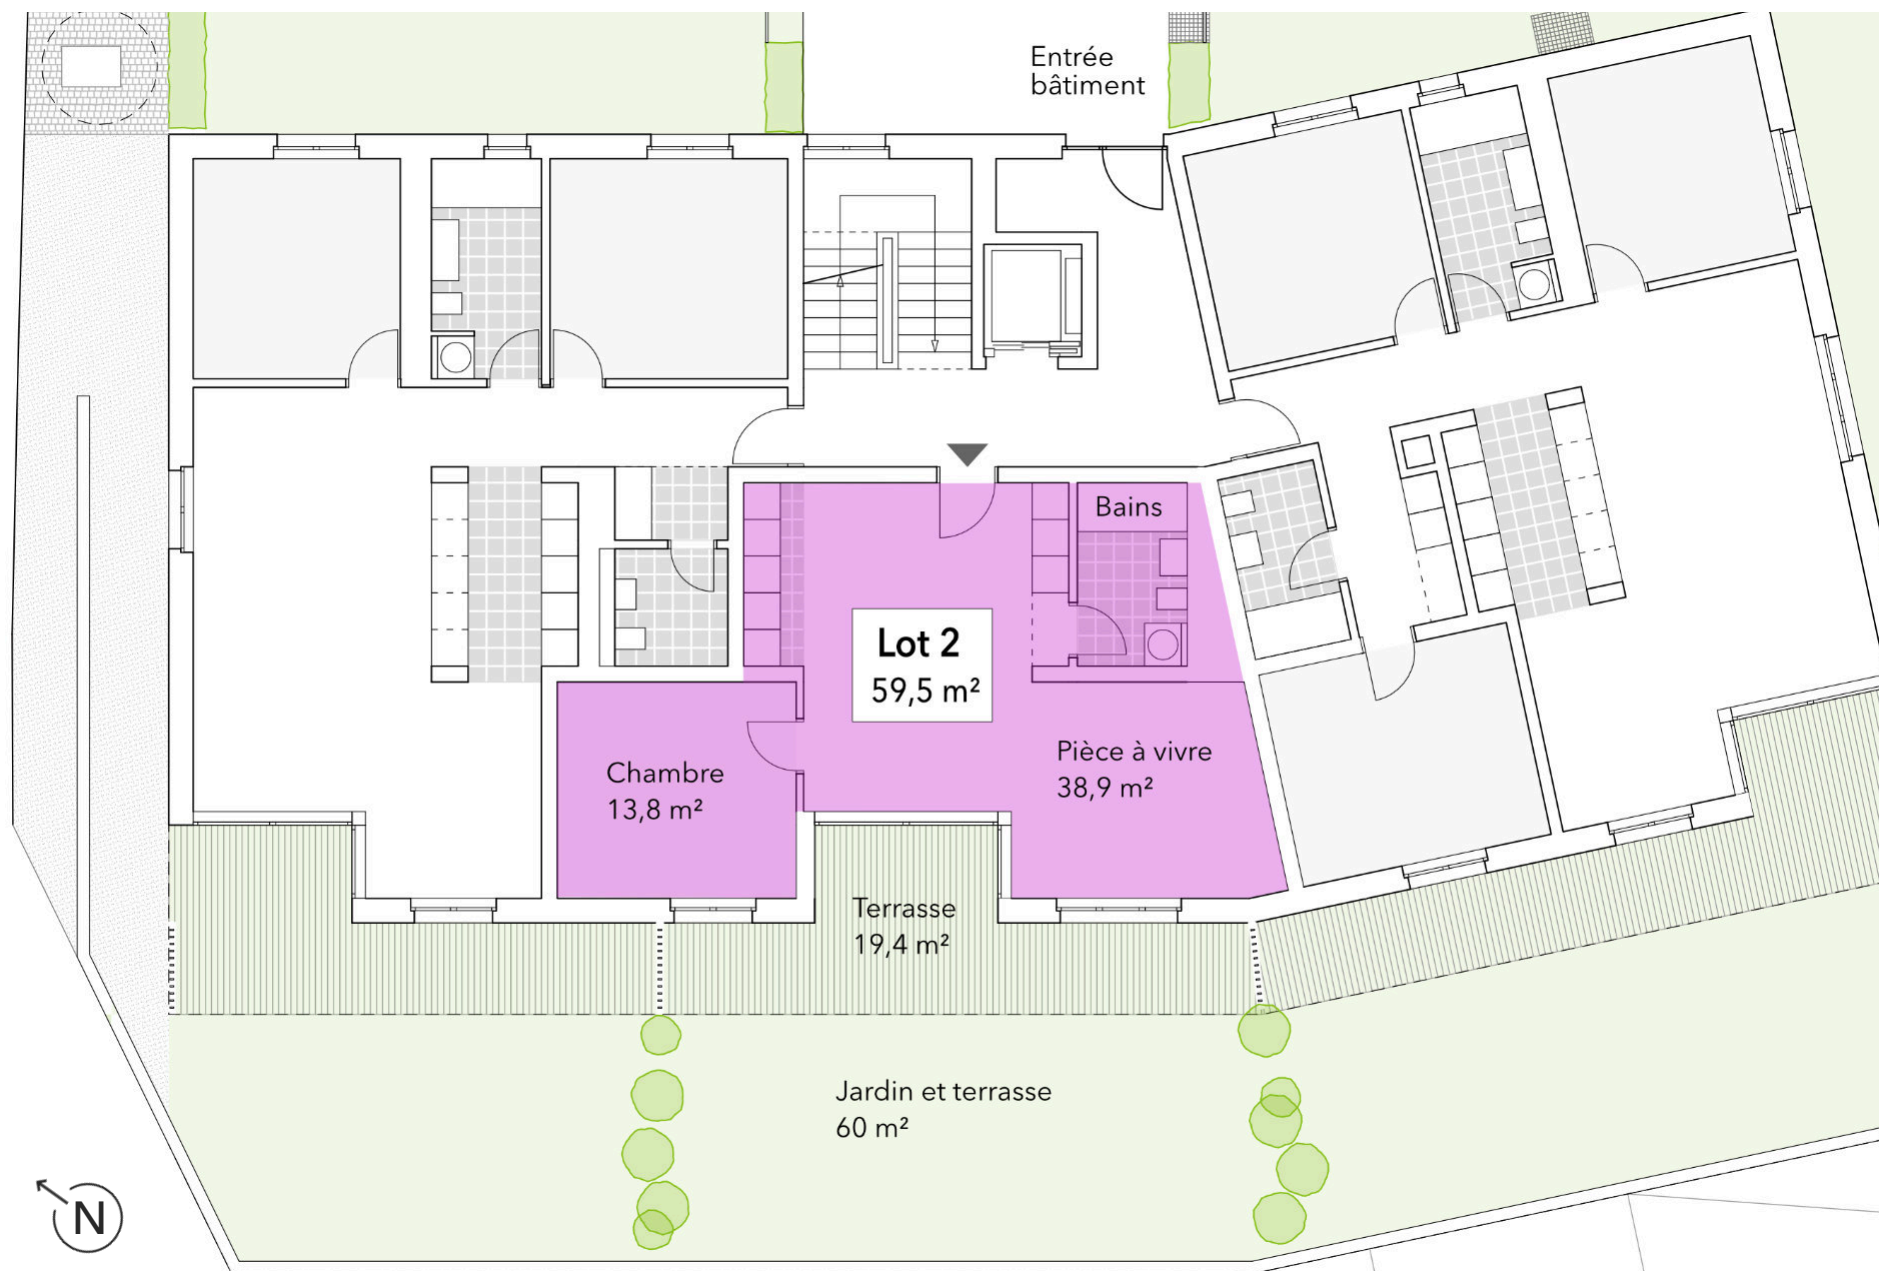 Entrée
bâtiment
Bains
Lot 2
59,5 m²
Pièce à vivre
38,9 m²
Chambre
13,8 m²
Terrasse
19,4 m²
Jardin et terrasse
60 m²
N